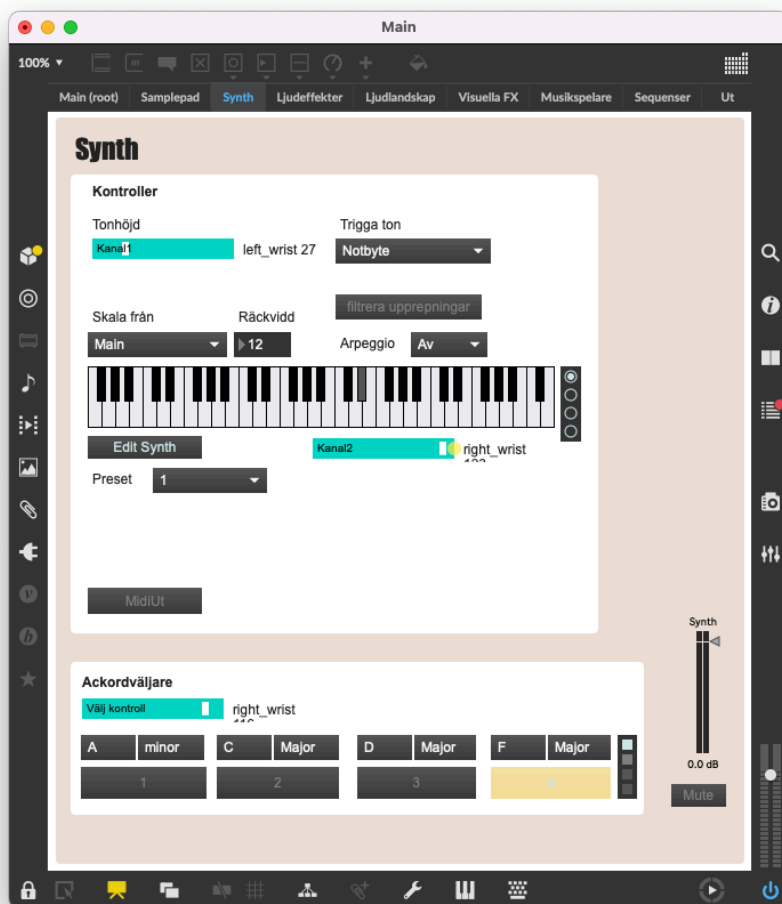 Main
100%
Main (root) Samplepad Synth Ljudeffekter Ljudlandskap Visuella FX Musikspelare Sequenser Ut
Synth
Kontroller
Tonhöjd Trigga ton
Kanal1 left_wrist 27 Notbyte
filtrera upprepningar
Skala från Räckvidd
Main 12 Arpeggio Av
Edit Synth Kanal2 right_wrist
Preset 1
MidiUt
Synth
Ackordväljare
Välj kontroll right_wrist
A minor C Major D Major F Major
1 2 3
0.0 dB
Mute